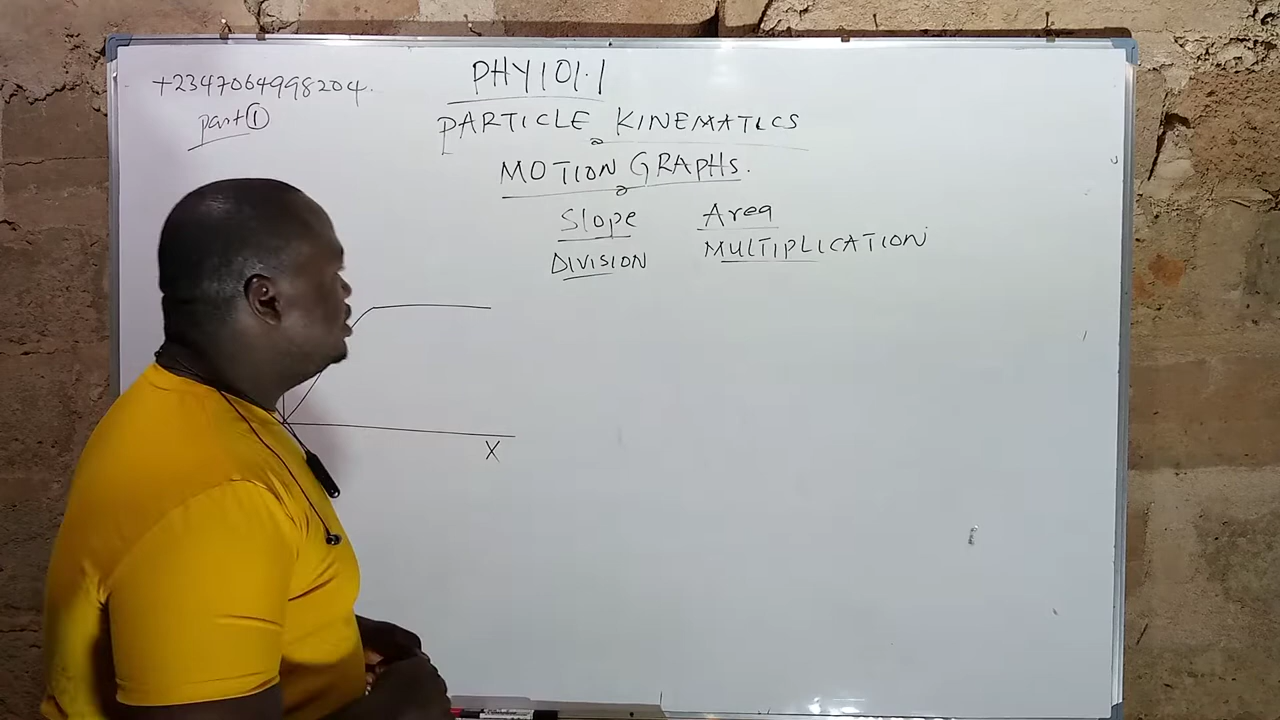 +2347064998204.
part ①
PHY101.1
PARTICLE KINEMATICS
MOTION GRAPHS.
Slope Area
DIVISION MULTIPLICATION
X